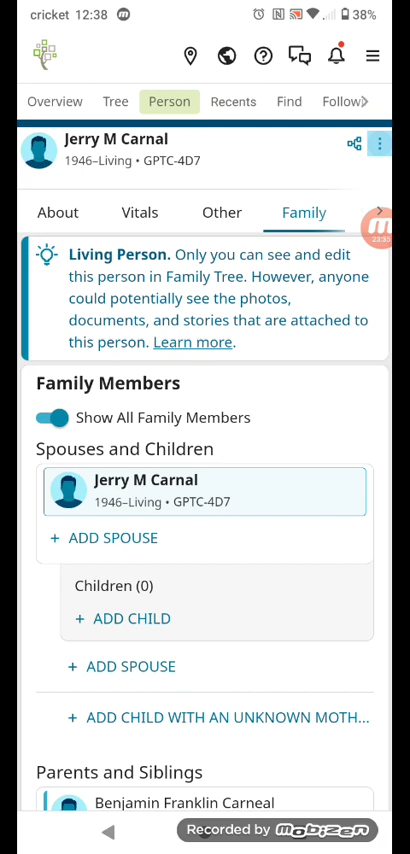 cricket 12:38 38%
Overview Tree Person Recents Find Follow
Jerry M Carnal
1946–Living • GPTC-4D7
About Vitals Other Family
23:35
Living Person. Only you can see and edit
this person in Family Tree. However, anyone
could potentially see the photos,
documents, and stories that are attached to
this person. Learn more.
Family Members
Show All Family Members
Spouses and Children
Jerry M Carnal
1946–Living • GPTC-4D7
+ ADD SPOUSE
Children (0)
+ ADD CHILD
+ ADD SPOUSE
+ ADD CHILD WITH AN UNKNOWN MOTH...
Parents and Siblings
Benjamin Franklin Carneal
Recorded by mobizen